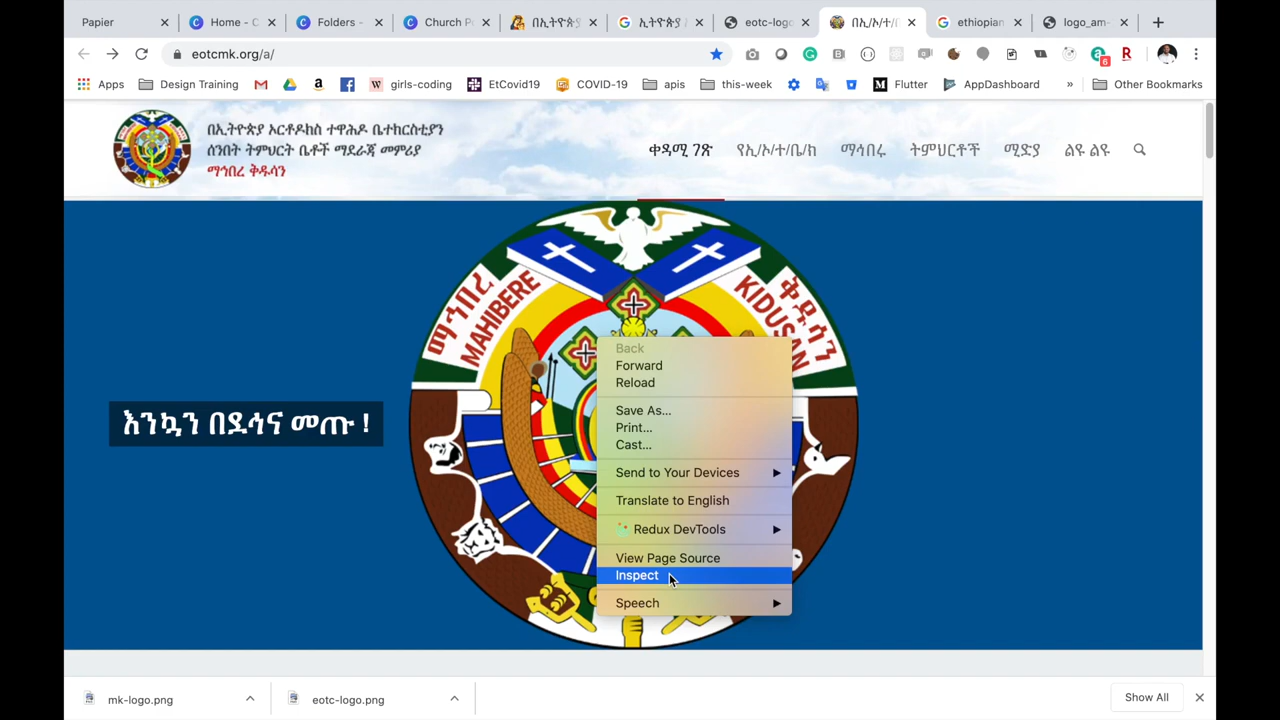 Papier
Home - C
Folders -
Church P
በኢትዮጵያ
ኢትዮጵያ
eotc-logo
በኢ/ኦ/ተ/
ethiopian
logo_am-
eotcmk.org/a/
6
Apps
Design Training
girls-coding
EtCovid19
COVID-19
apis
this-week
Flutter
AppDashboard
»
Other Bookmarks
በኢትዮጵያ ኦርቶዶክስ ተዋሕዶ ቤተክርስቲያን
ሰንበት ትምህርት ቤቶች ማደራጃ መምሪያ
ማኅበረ ቅዱሳን
ቀዳሚ ገጽ
የኢ/ኦ/ተ/ቤ/ክ
ማኅበሩ
ትምህርቶች
ሚድያ
ልዩ ልዩ
ማኅበረ
MAHIBERE
KIDUSAN
ቅዱሳን
እንኳን በደኅና መጡ !
Back
Forward
Reload
Save As...
Print...
Cast...
Send to Your Devices
Translate to English
Redux DevTools
View Page Source
Inspect
Speech
mk-logo.png
eotc-logo.png
Show All